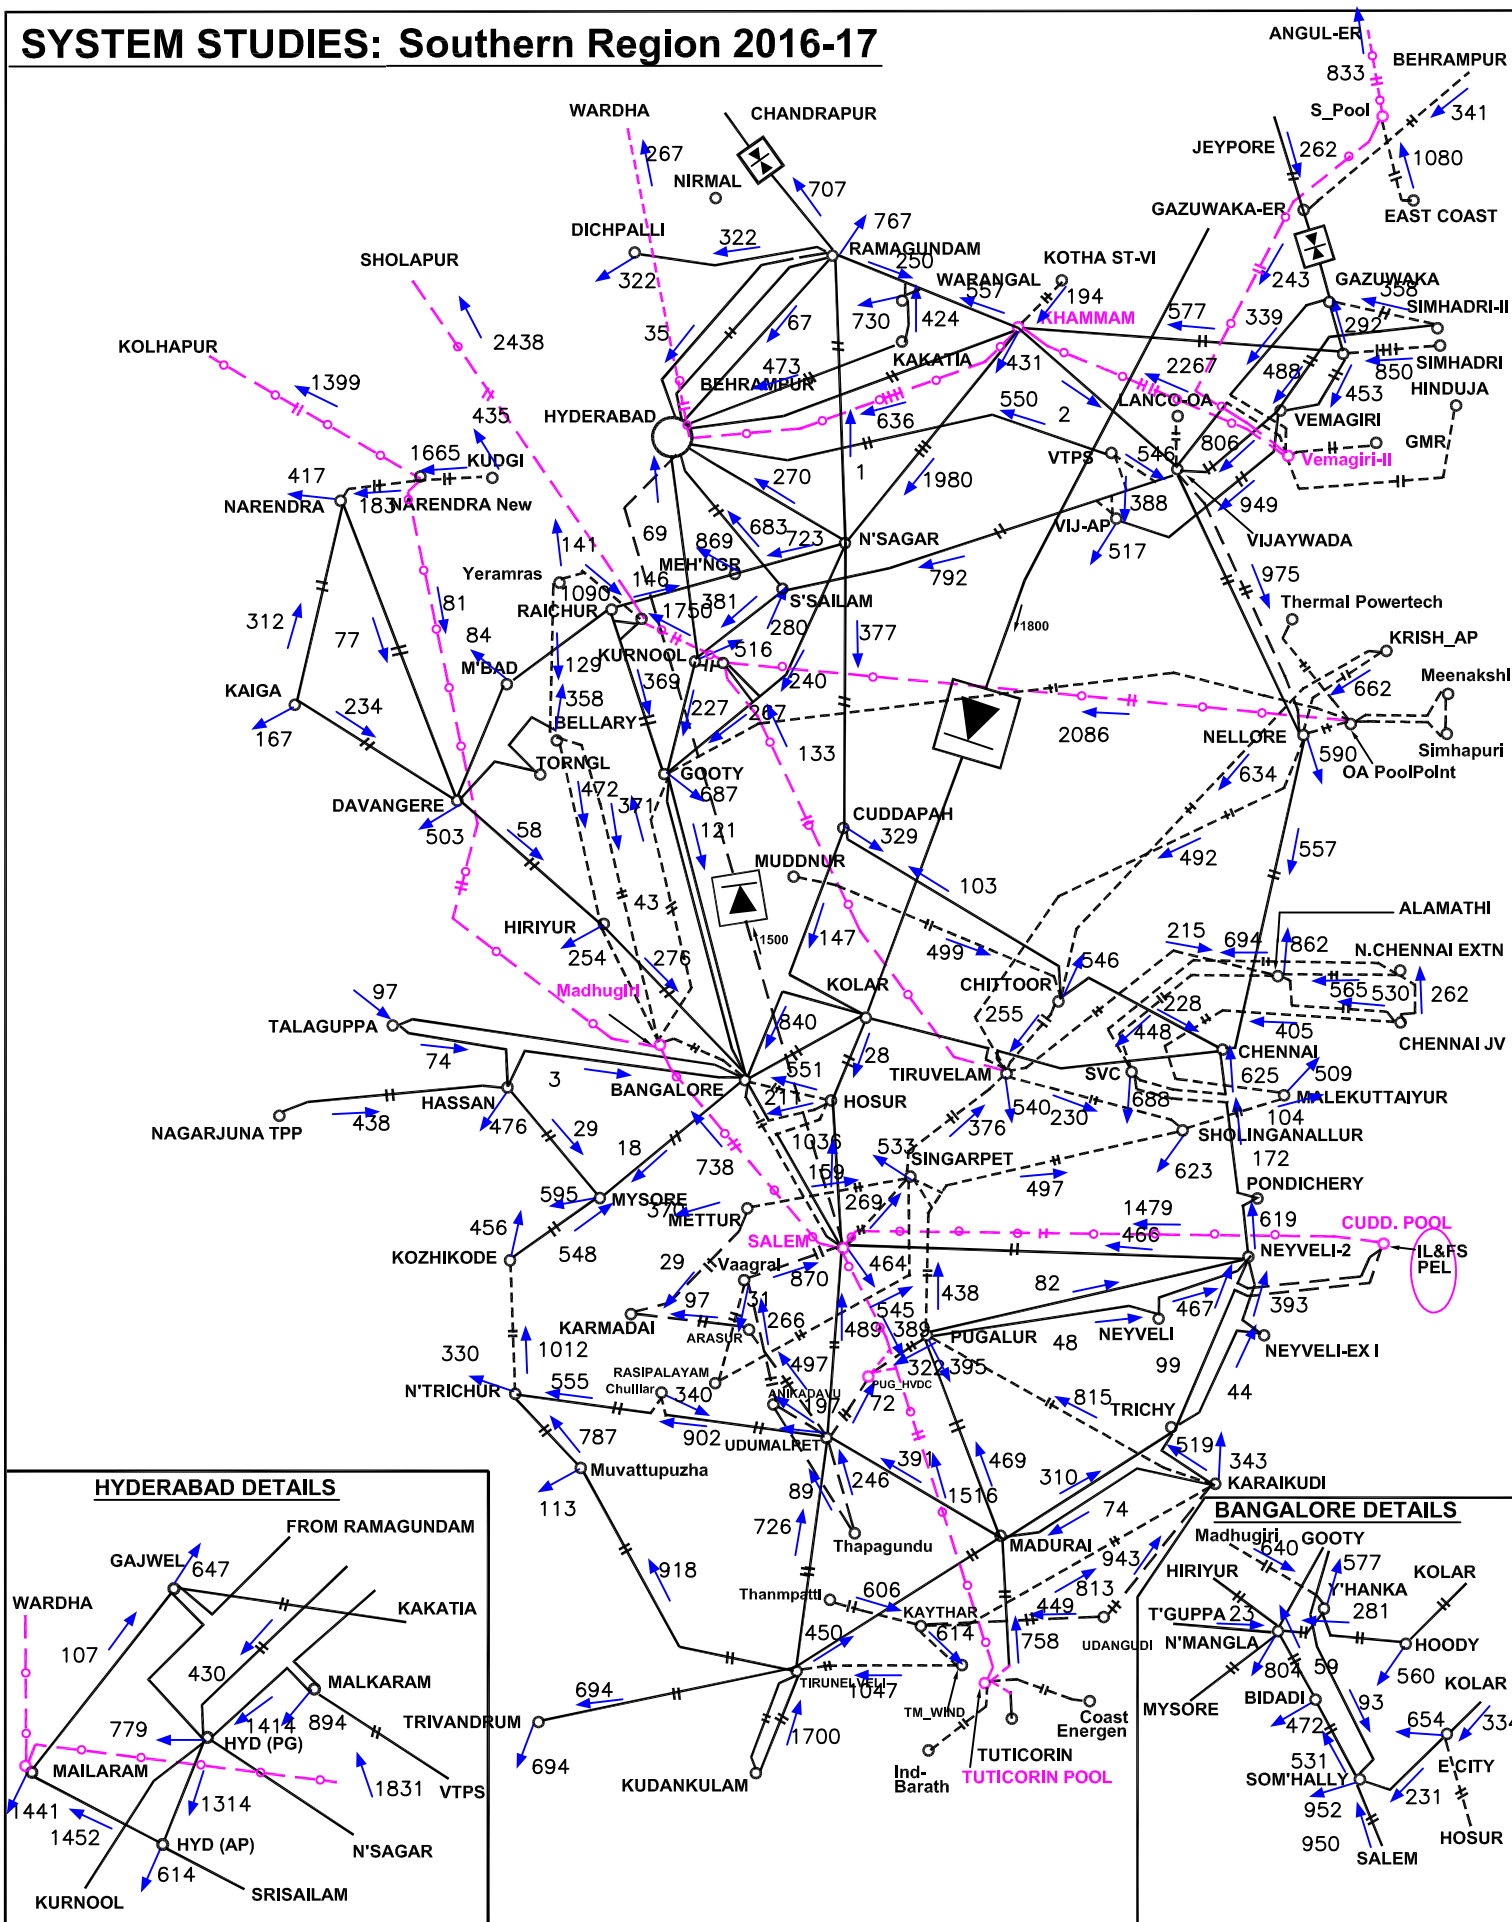 SYSTEM STUDIES: Southern Region 2016-17
ANGUL-ER
BEHRAMPUR
833
S_Pool
341
WARDHA
CHANDRAPUR
JEYPORE
262
1080
267
NIRMAL
707
GAZUWAKA-ER
EAST COAST
DICHPALLI
322
767
RAMAGUNDAM
KOTHA ST-VI
SHOLAPUR
322
250
WARANGAL
557
194
243
GAZUWAKA
358
SIMHADRI-II
35
67
730
424
KHAMMAM
577
339
292
2438
KOLHAPUR
KAKATIA
431
SIMHADRI
1399
473
BEHRAMPUR
2267
488
850
453
HINDUJA
435
HYDERABAD
636
550
2
LANCO-OA
VEMAGIRI
806
GMR
1665
KUDGI
VTPS
546
Vemagiri-II
417
270
1
1980
388
949
NARENDRA
183
NARENDRA New
69
683
VIJ-AP
141
869
723
N'SAGAR
517
VIJAYWADA
Yeramras
MEH'NGR
792
975
1090
146
381
S'SAILAM
Thermal Powertech
RAICHUR
1750
1800
312
77
81
84
280
377
KRISH_AP
M'BAD
129
KURNOOL
516
KAIGA
369
240
662
Meenakshi
234
358
227
267
167
BELLARY
133
2086
NELLORE
Simhapuri
TORNGL
GOOTY
590
OA PoolPoint
634
472
371
687
DAVANGERE
503
58
121
CUDDAPAH
329
557
MUDDNUR
492
103
ALAMATHI
HIRIYUR
43
1500
147
215
694
862
254
276
499
N.CHENNAI EXTN
Madhugiri
KOLAR
CHITTOOR
546
565
530
262
97
255
228
TALAGUPPA
840
448
405
74
28
CHENNAI
CHENNAI JV
3
551
TIRUVELAM
SVC
625
509
BANGALORE
HASSAN
211
HOSUR
540
688
MALEKUTTAIYUR
NAGARJUNA TPP
438
476
29
376
230
104
18
1036
533
SHOLINGANALLUR
738
SINGARPET
623
172
159
497
595
MYSORE
370
269
PONDICHERY
METTUR
1479
456
619
CUDD. POOL
548
SALEM
466
NEYVELI-2
IL&FS
PEL
KOZHIKODE
29
Vaagrai
870
464
82
31
438
467
393
97
545
KARMADAI
266
489
389
PUGALUR
NEYVELI
ARASUR
48
NEYVELI-EX I
1012
330
RASIPALAYAM
497
322
395
99
555
Chulliar
PUG_HVDC
44
N'TRICHUR
340
ANIKADAVU
197
72
815
TRICHY
787
902
UDUMALPET
519
391
469
343
Muvattupuzha
89
246
310
KARAIKUDI
113
1516
74
726
Thapagundu
MADURAI
918
943
Thanmpatti
606
813
KAYTHAR
449
450
614
758
UDANGUDI
TIRUNELVELI
1047
694
TM_WIND
TRIVANDRUM
1700
Coast
Energen
694
TUTICORIN
Ind-
Barath
KUDANKULAM
TUTICORIN POOL
HYDERABAD DETAILS
FROM RAMAGUNDAM
GAJWEL
647
WARDHA
KAKATIA
107
430
MALKARAM
779
1414
894
HYD (PG)
MAILARAM
1831
VTPS
1441
1314
1452
HYD (AP)
N'SAGAR
614
KURNOOL
SRISAILAM
BANGALORE DETAILS
Madhugiri
640
GOOTY
HIRIYUR
577
KOLAR
Y'HANKA
T'GUPPA
23
281
N'MANGLA
HOODY
804
59
560
BIDADI
KOLAR
MYSORE
93
472
654
334
531
E'CITY
SOM'HALLY
231
952
950
HOSUR
SALEM